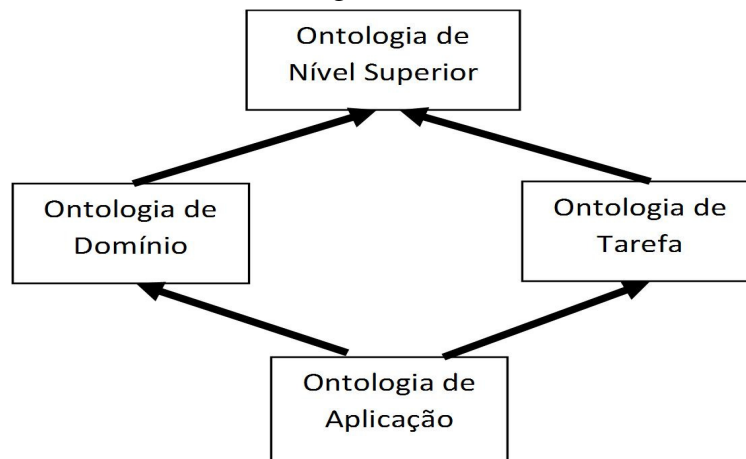 Ontologia de
Nível Superior
Ontologia de
Domínio
Ontologia de
Tarefa
Ontologia de
Aplicação